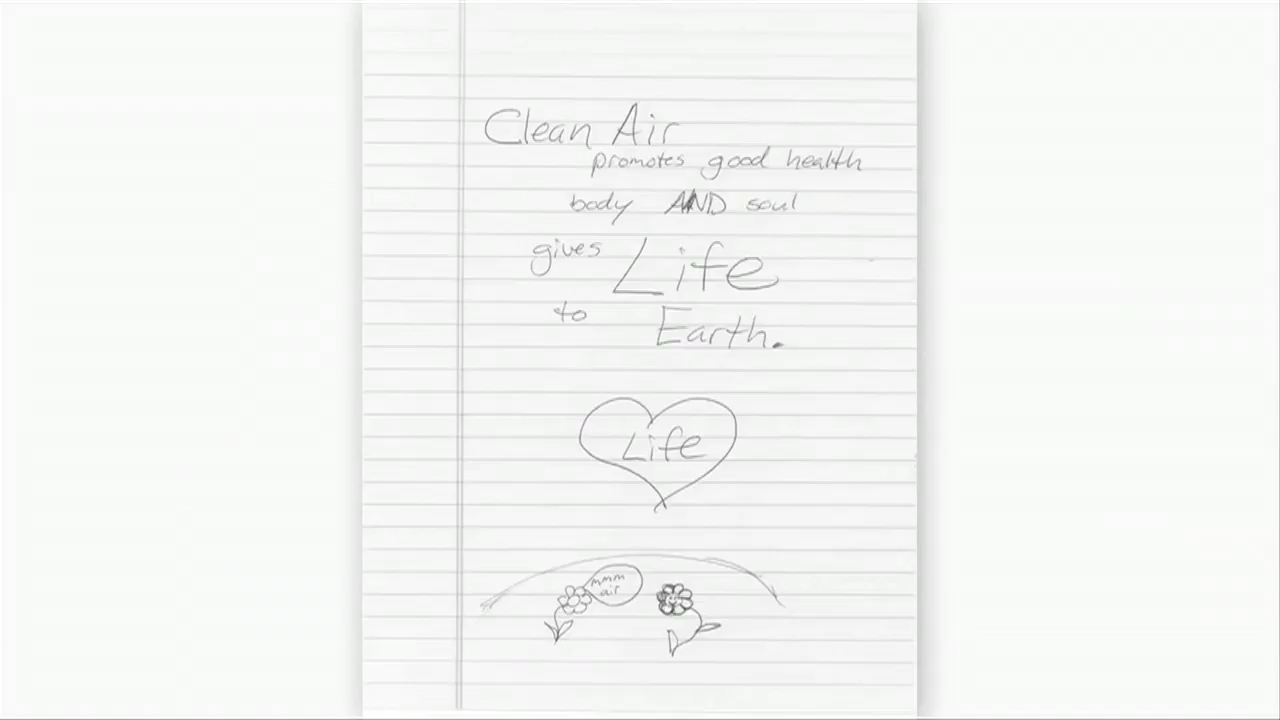 Clean Air
promotes good health
body AND soul
gives Life
to Earth.
Life
mmm
air